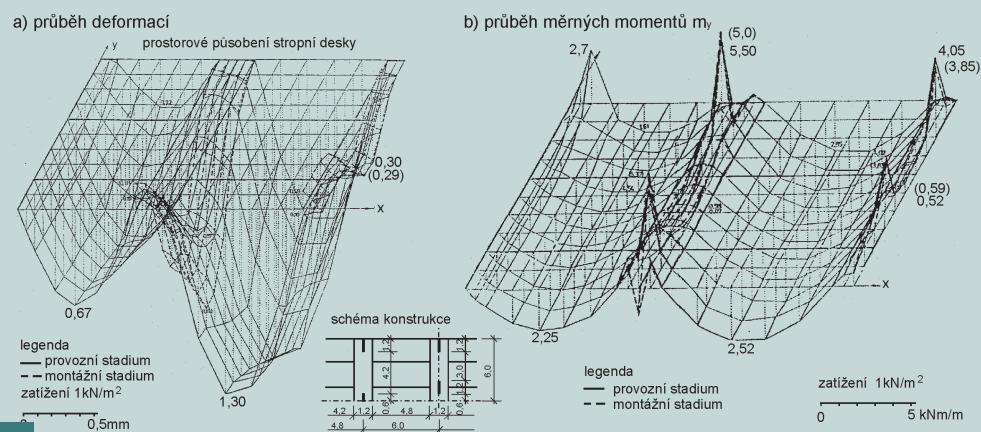 a) průběh deformací
prostorové působení stropní desky
y
0,30
(0,29)
x
0,67
1,30
legenda
provozní stadium
montážní stadium
zatížení 1kN/m²
0,5mm
schéma konstrukce
1,2
4,2
0,6
1,2
3,0
1,2
0,6
6,0
4,2
1,2
4,8
1,2
4,8
6,0
b) průběh měrných momentů my
2,7
(5,0)
5,50
4,05
(3,85)
(0,59)
0,52
x
2,25
2,52
legenda
provozní stadium
montážní stadium
zatížení 1kN/m²
0
5 kNm/m